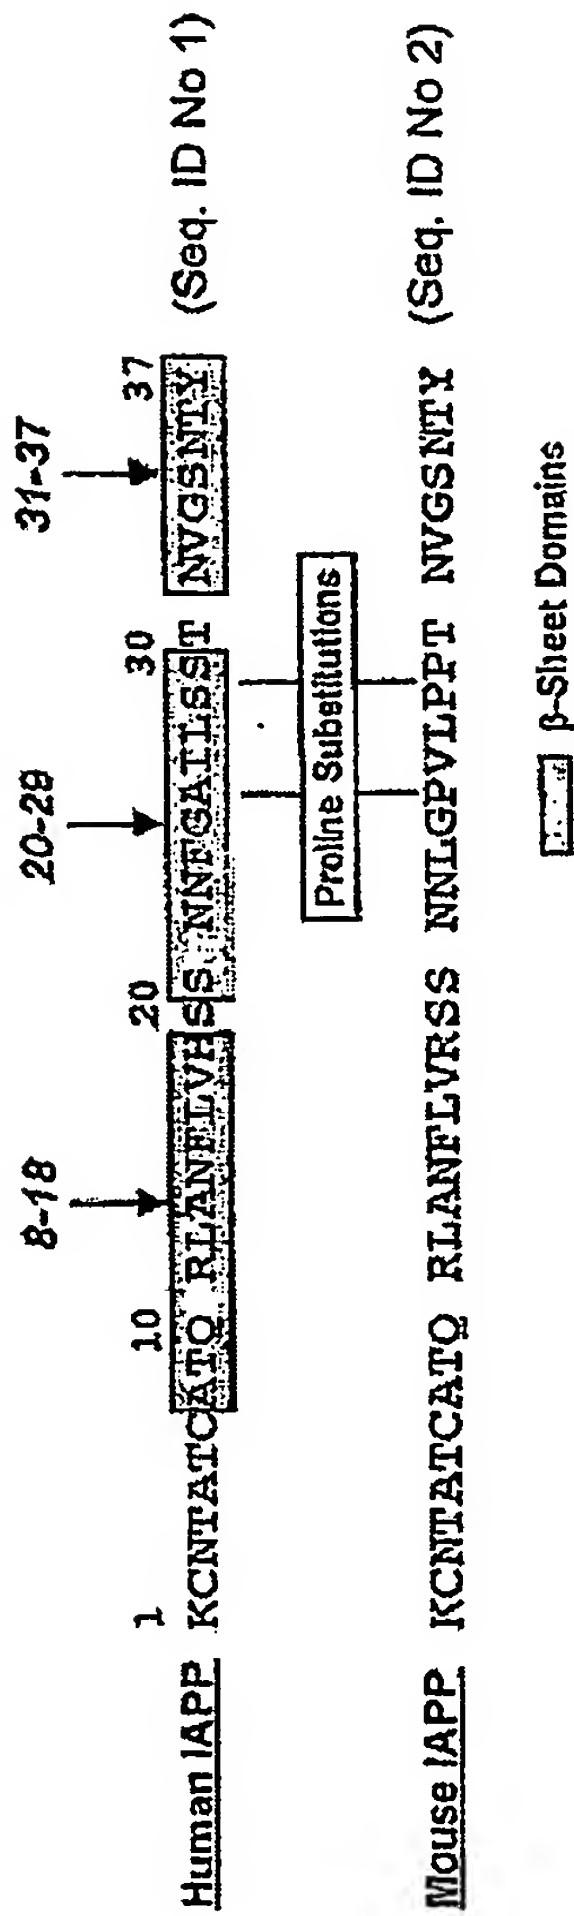 8-18 20-29 31-37
1 10 20 30 37
Human IAPP KCNTATCATQ RLANFLVHSS NNFGAILSST NVGSNTY (Seq. ID No 1)
Proline Substitutions
Mouse IAPP KCNTATCATQ RLANFLVRSS NNLGPVLPPT NVGSNTY (Seq. ID No 2)
β-Sheet Domains